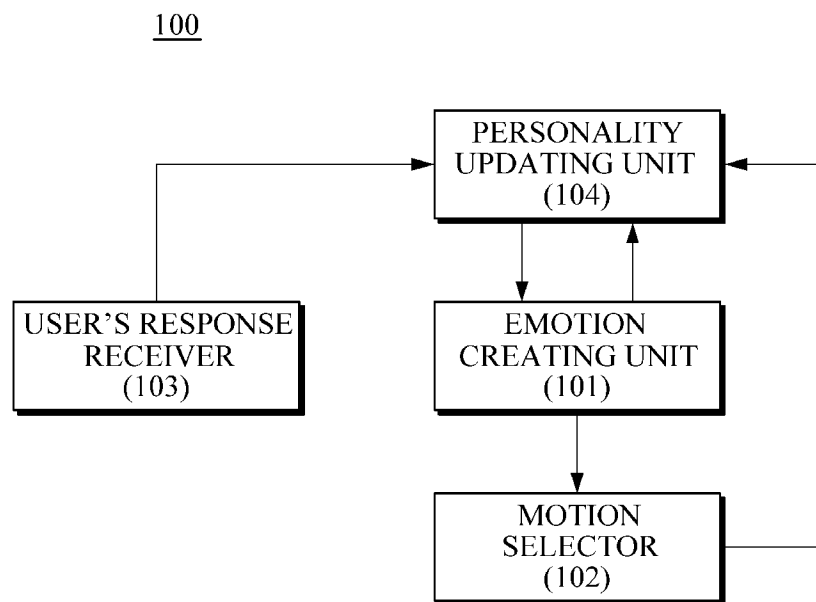 100
PERSONALITY
UPDATING UNIT
(104)
USER’S RESPONSE
RECEIVER
(103)
EMOTION
CREATING UNIT
(101)
MOTION
SELECTOR
(102)